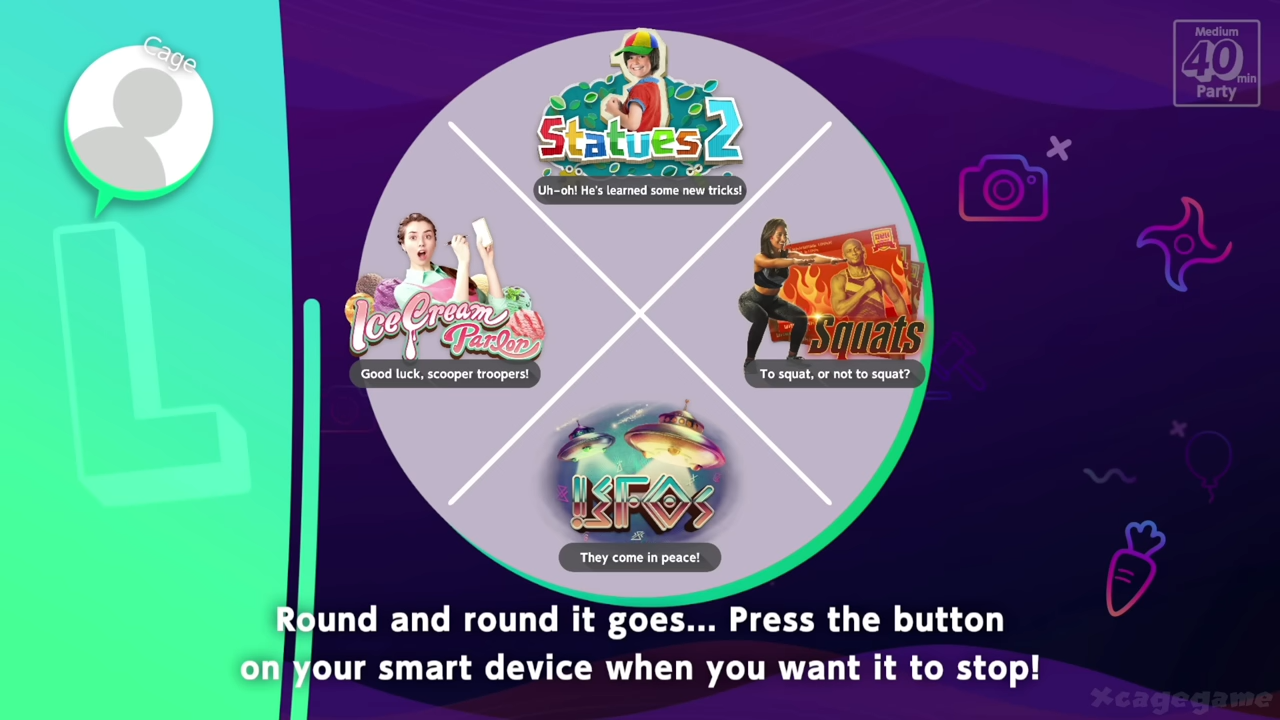 Cage
L
Medium
40 min
Party
Statues 2
Uh-oh! He's learned some new tricks!
Ice Cream
Parlor
Good luck, scooper troopers!
Squats
To squat, or not to squat?
They come in peace!
Round and round it goes... Press the button
on your smart device when you want it to stop!
xcagegame